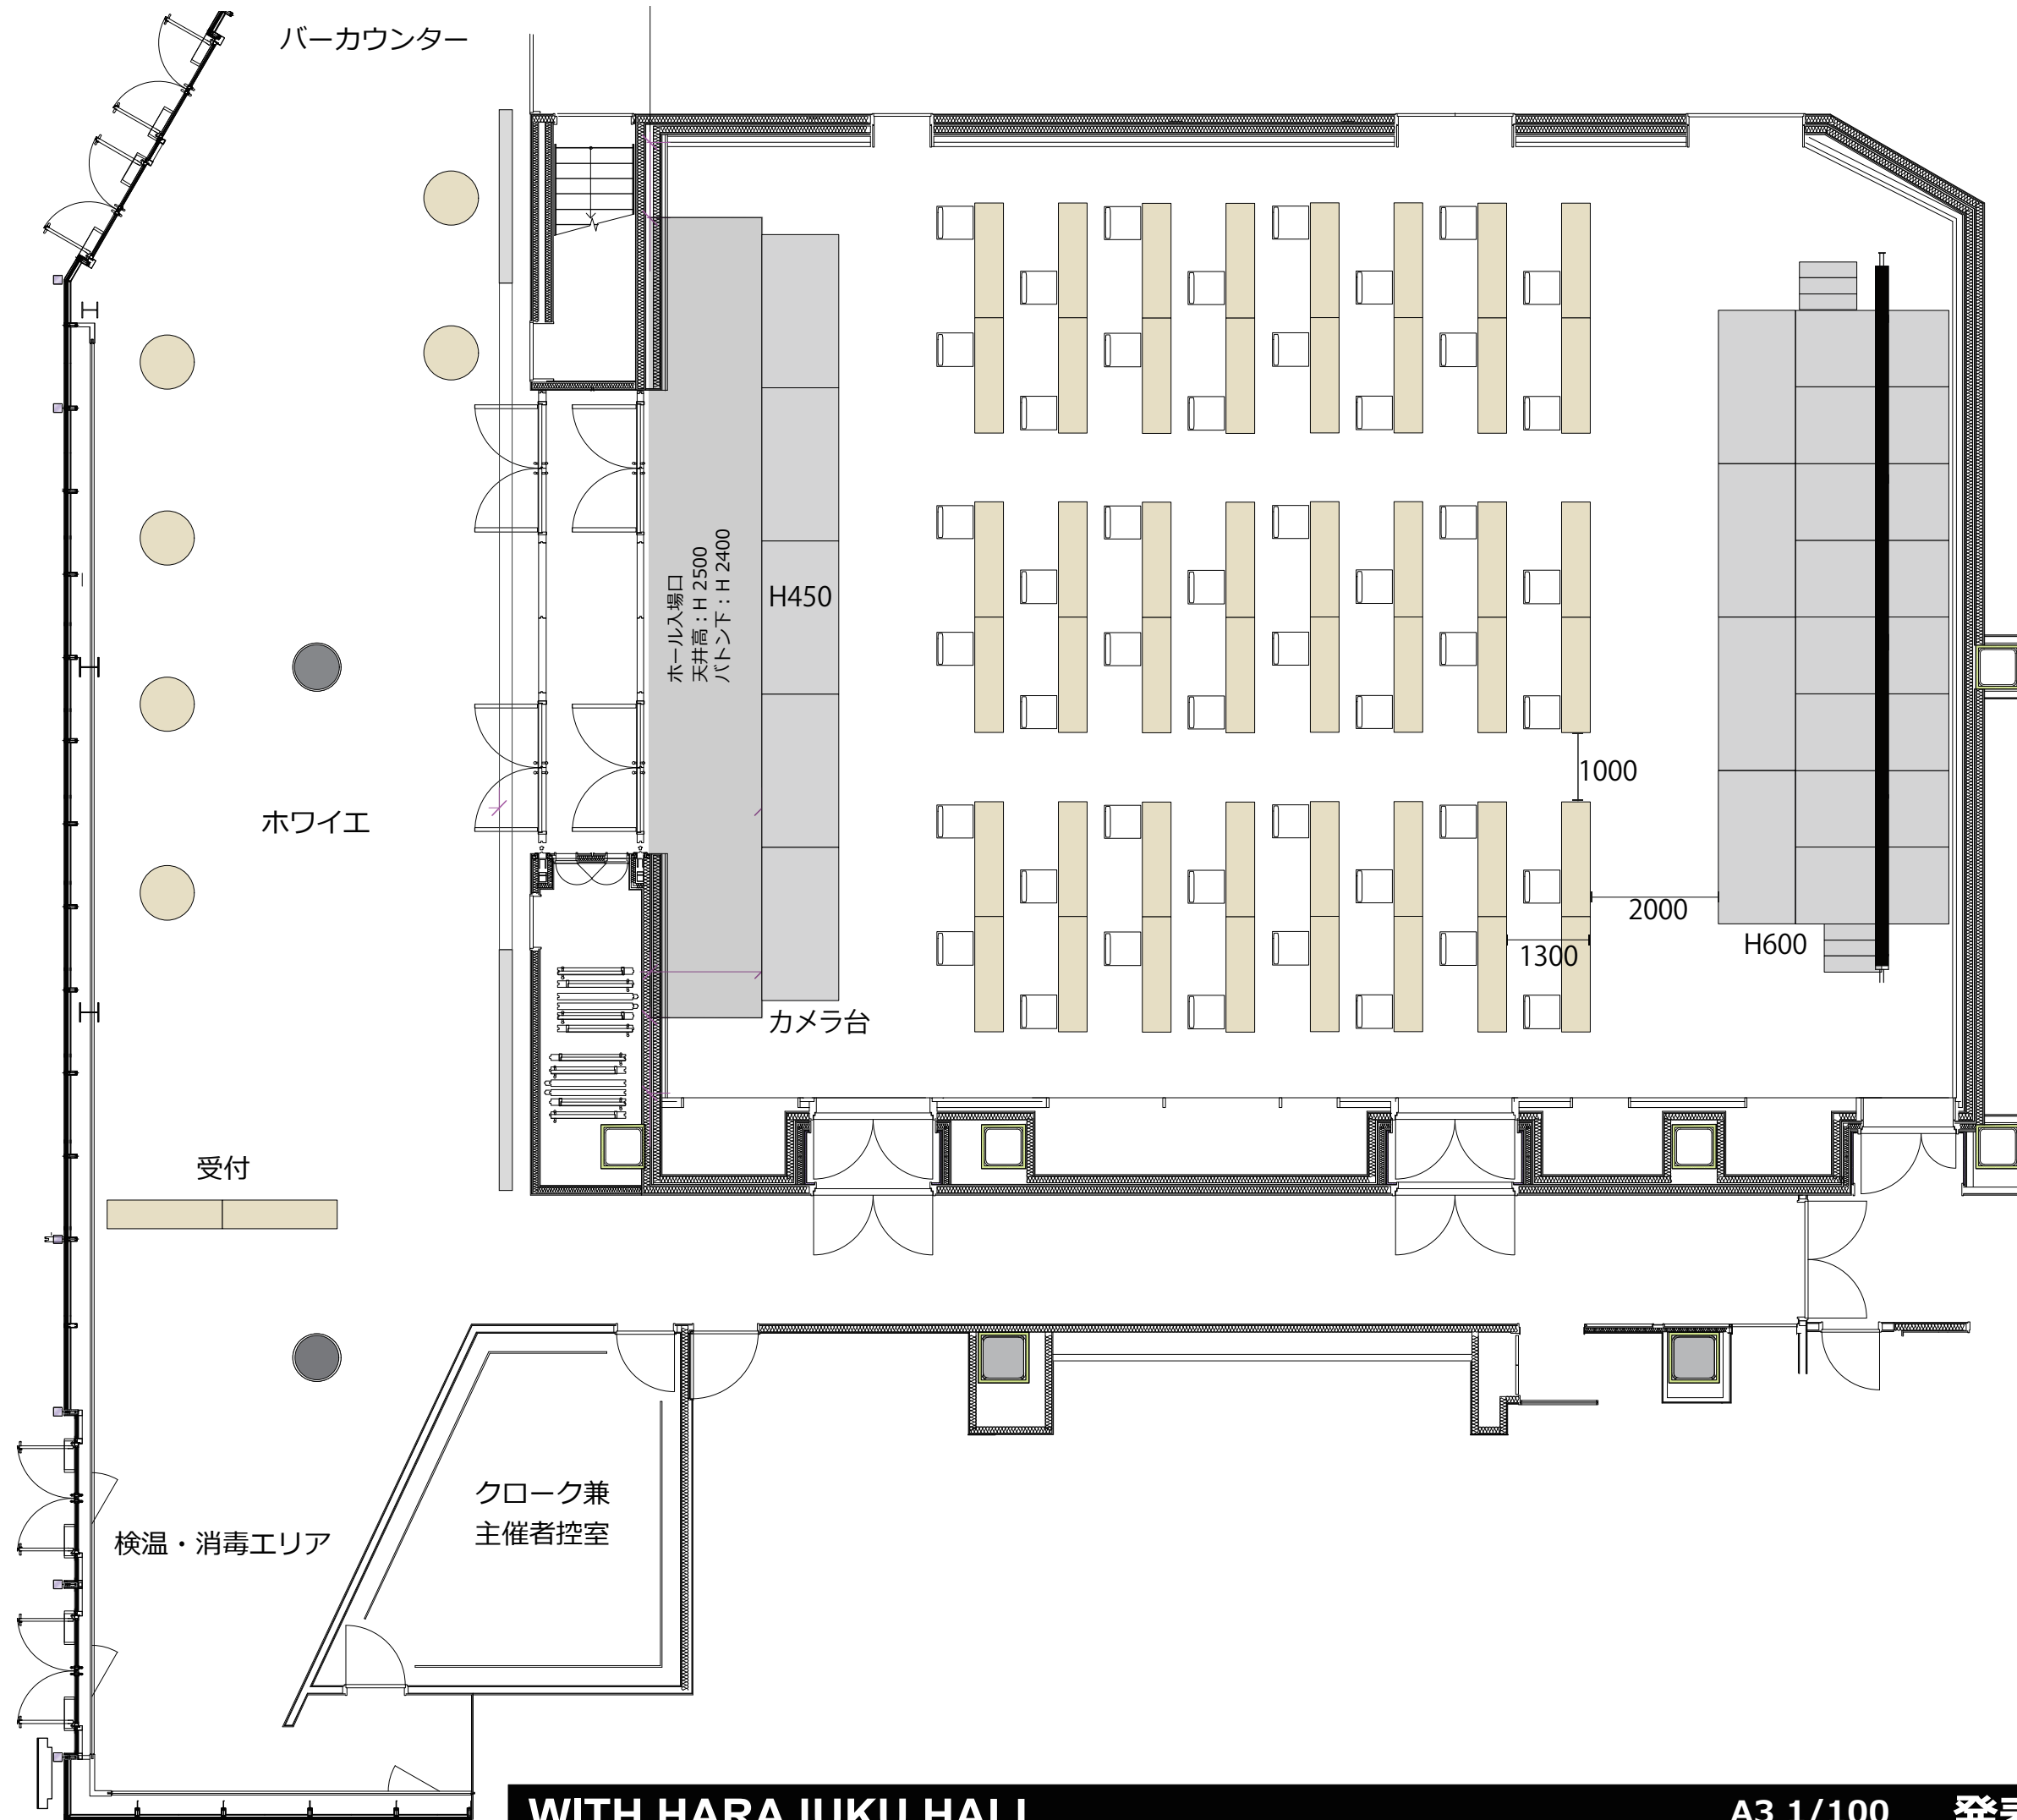 バーカウンター
ホール入場口
天井高：H 2500
バトン下：H 2400
H450
1000
ホワイエ
2000
1300
H600
カメラ台
受付
クローク兼
主催者控室
検温・消毒エリア
WITH HARAJUKU HALL
A3 1/100